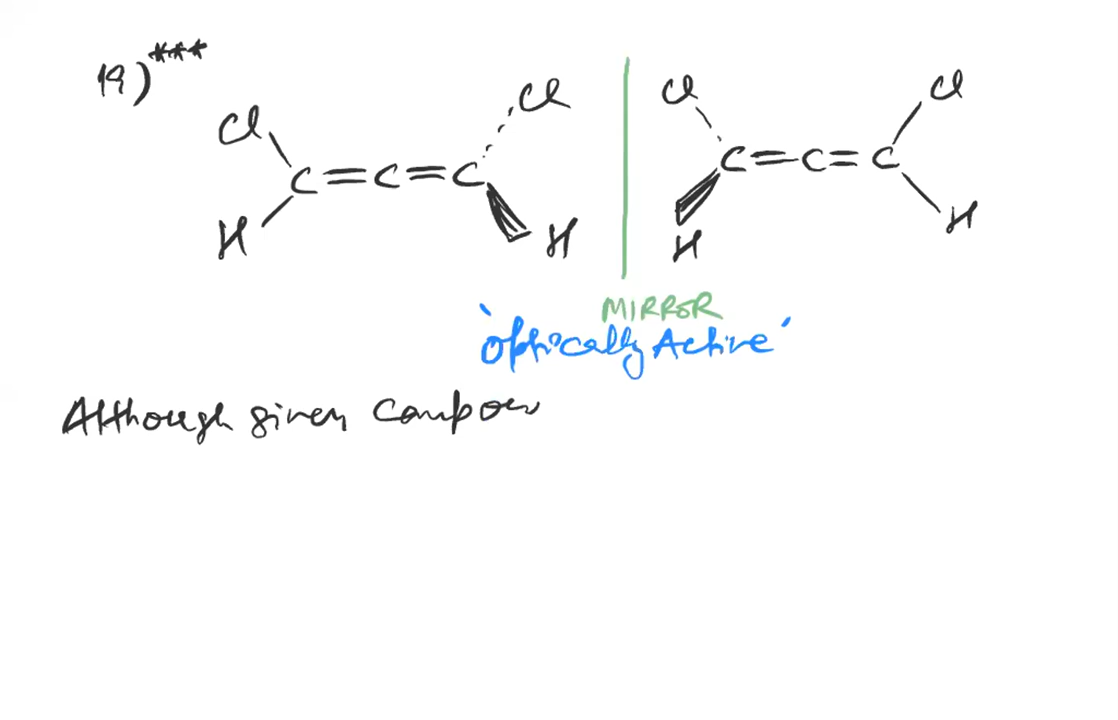 19)***
Cl Cl Cl Cl
C=C=C C=C=C
H H H H
MIRROR
'Optically Active'
Although given compou